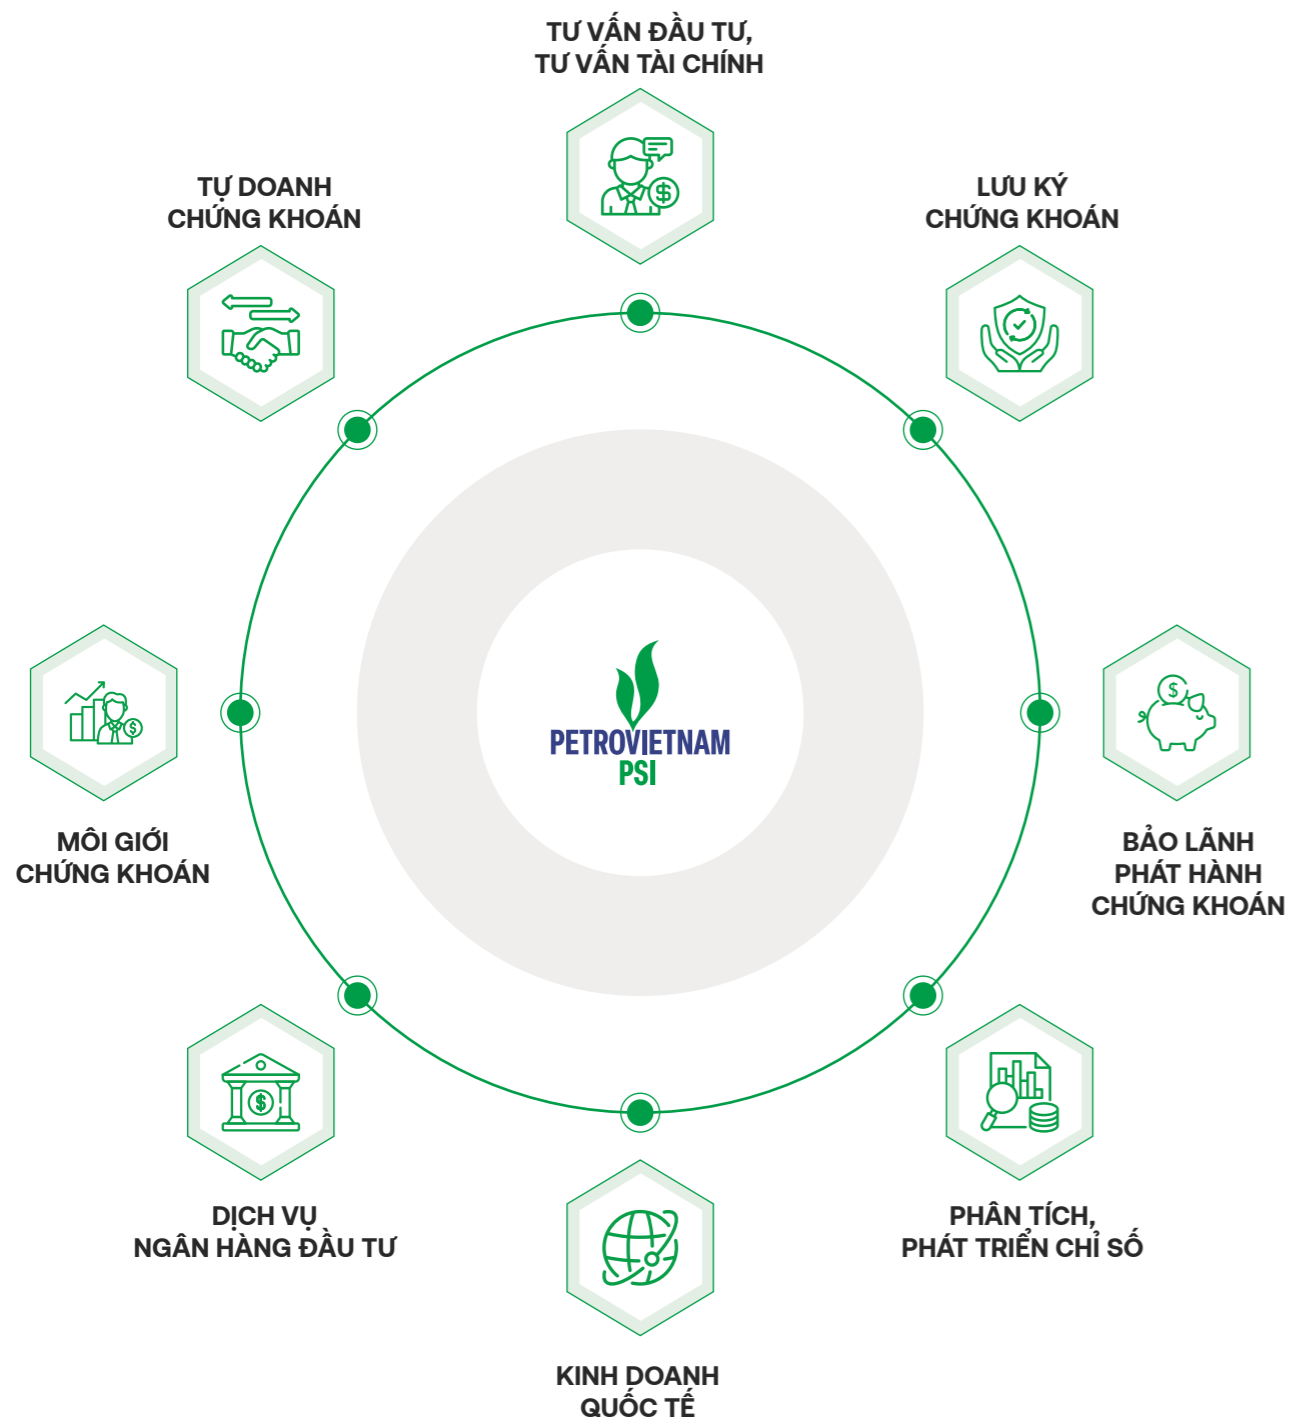 TƯ VẤN ĐẦU TƯ,
TƯ VẤN TÀI CHÍNH
TỰ DOANH
CHỨNG KHOÁN
LƯU KÝ
CHỨNG KHOÁN
PETROVIETNAM
PSI
MÔI GIỚI
CHỨNG KHOÁN
BẢO LÃNH
PHÁT HÀNH
CHỨNG KHOÁN
DỊCH VỤ
NGÂN HÀNG ĐẦU TƯ
PHÂN TÍCH,
PHÁT TRIỂN CHỈ SỐ
KINH DOANH
QUỐC TẾ